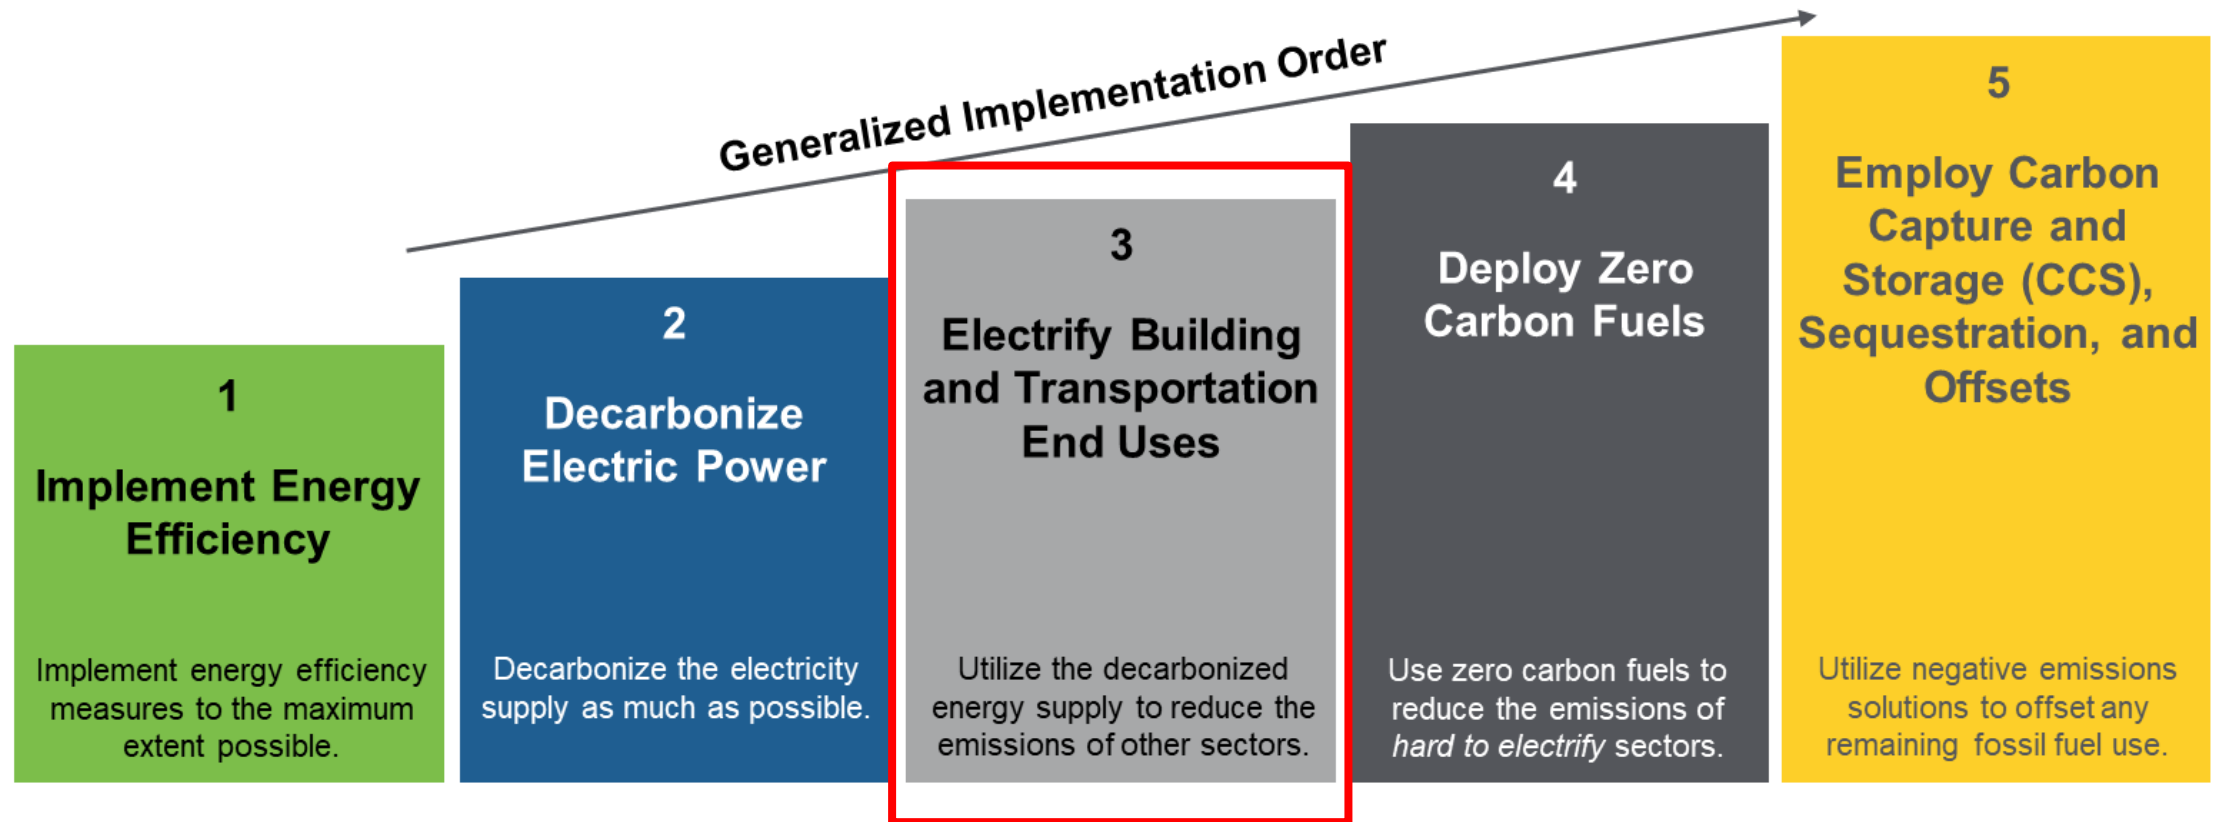 Generalized Implementation Order
1
Implement Energy
Efficiency
Implement energy efficiency
measures to the maximum
extent possible.
2
Decarbonize
Electric Power
Decarbonize the electricity
supply as much as possible.
3
Electrify Building
and Transportation
End Uses
Utilize the decarbonized
energy supply to reduce the
emissions of other sectors.
4
Deploy Zero
Carbon Fuels
Use zero carbon fuels to
reduce the emissions of
hard to electrify sectors.
5
Employ Carbon
Capture and
Storage (CCS),
Sequestration, and
Offsets
Utilize negative emissions
solutions to offset any
remaining fossil fuel use.